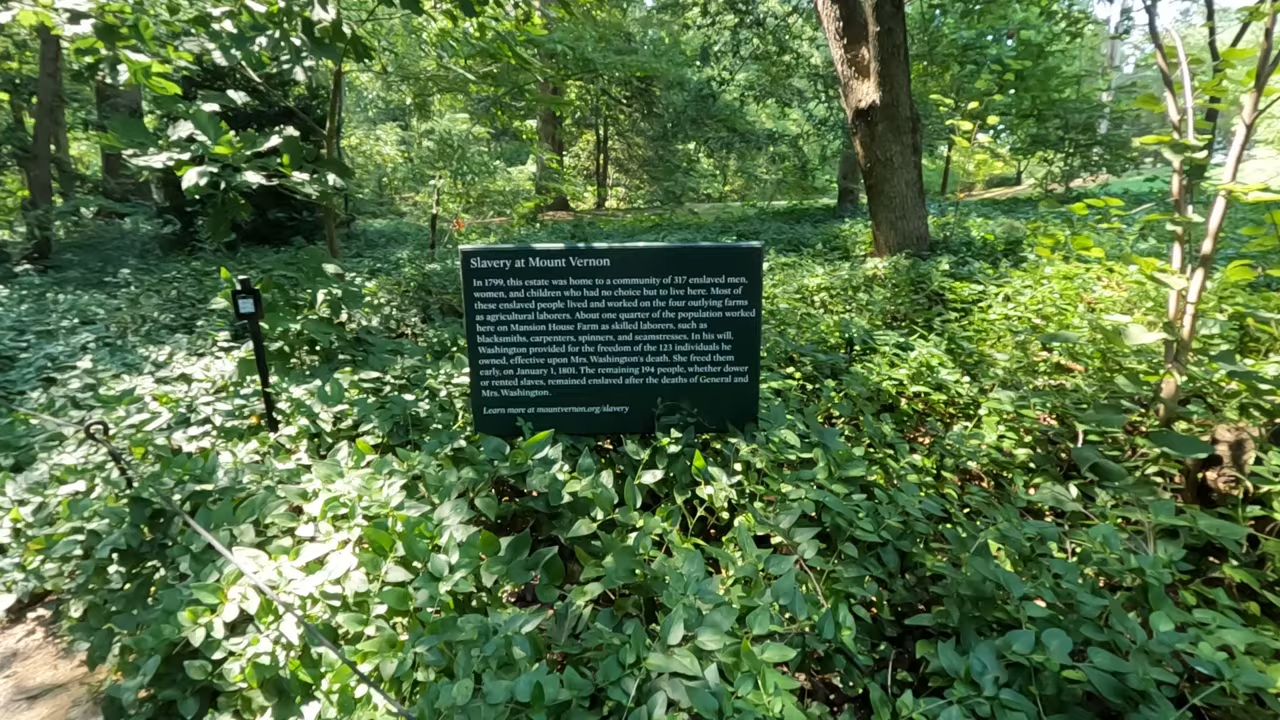 Slavery at Mount Vernon
In 1799, this estate was home to a community of 317 enslaved men,
women, and children who had no choice but to live here. Most of
these enslaved people lived and worked on the four outlying farms
as agricultural laborers. About one quarter of the population worked
here on Mansion House Farm as skilled laborers, such as
blacksmiths, carpenters, spinners, and seamstresses. In his will,
Washington provided for the freedom of the 123 individuals he
owned, effective upon Mrs. Washington's death. She freed them
early, on January 1, 1801. The remaining 194 people, whether dower
or rented slaves, remained enslaved after the deaths of General and
Mrs. Washington.
Learn more at mountvernon.org/slavery